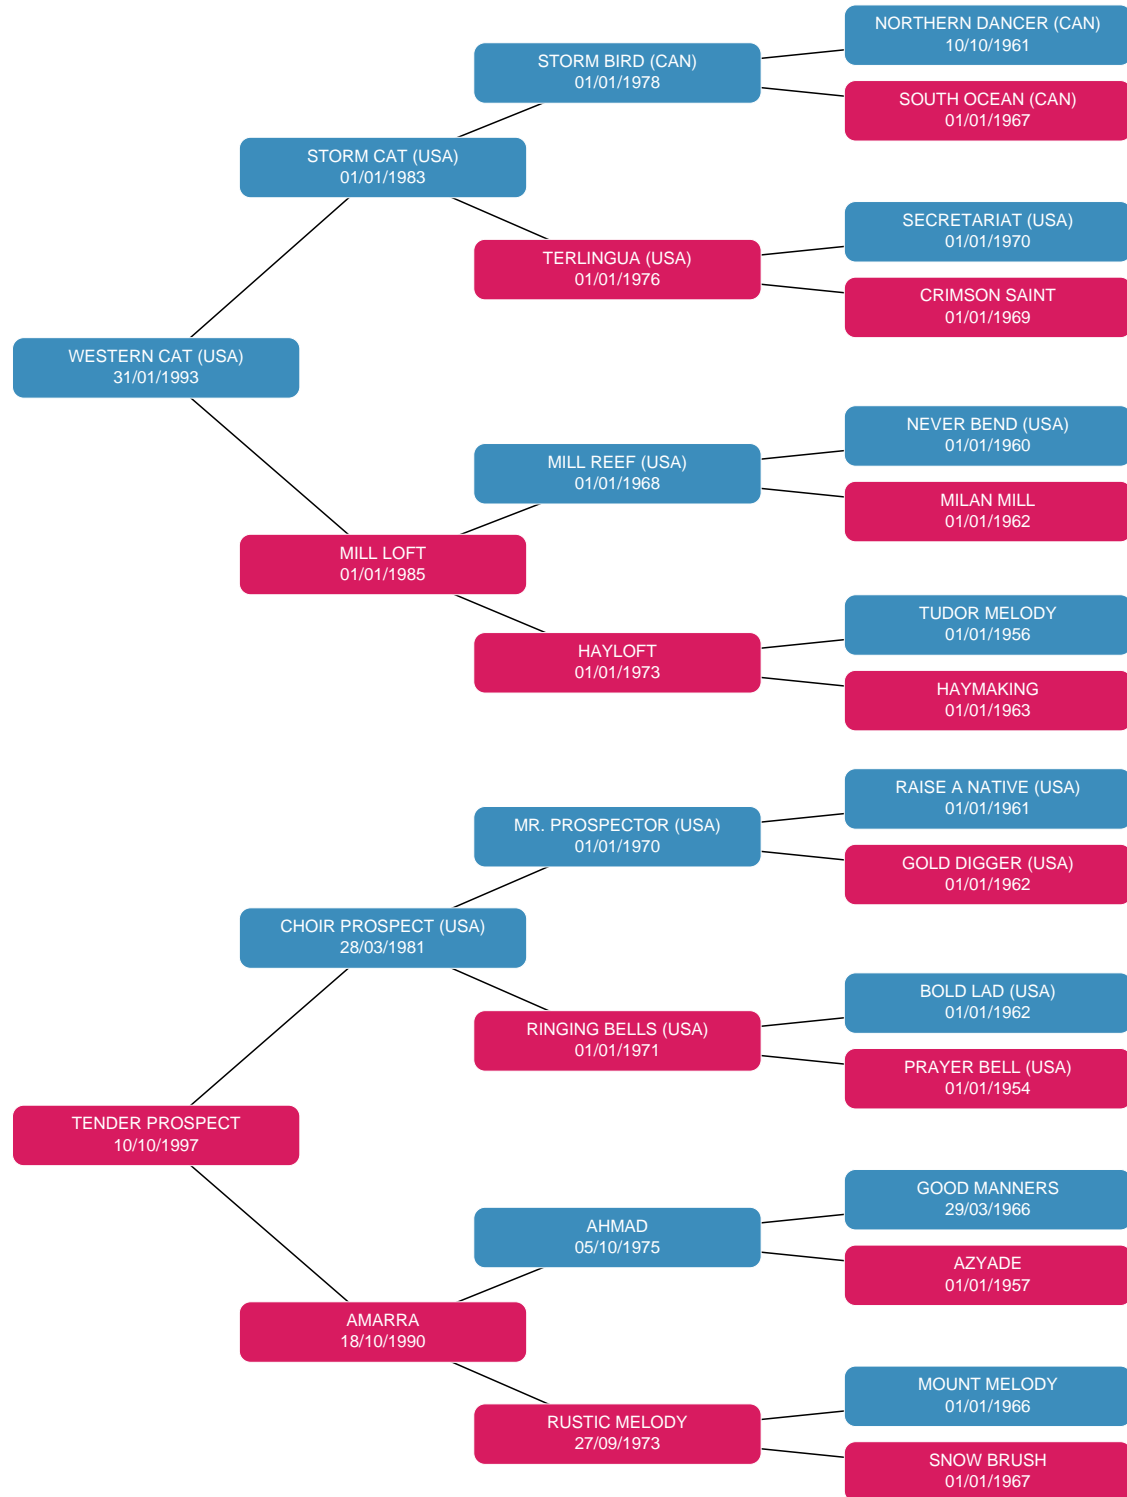 NORTHERN DANCER (CAN)
10/10/1961
STORM BIRD (CAN)
01/01/1978
SOUTH OCEAN (CAN)
01/01/1967
STORM CAT (USA)
01/01/1983
SECRETARIAT (USA)
01/01/1970
TERLINGUA (USA)
01/01/1976
CRIMSON SAINT
01/01/1969
WESTERN CAT (USA)
31/01/1993
NEVER BEND (USA)
01/01/1960
MILL REEF (USA)
01/01/1968
MILAN MILL
01/01/1962
MILL LOFT
01/01/1985
TUDOR MELODY
01/01/1956
HAYLOFT
01/01/1973
HAYMAKING
01/01/1963
RAISE A NATIVE (USA)
01/01/1961
MR. PROSPECTOR (USA)
01/01/1970
GOLD DIGGER (USA)
01/01/1962
CHOIR PROSPECT (USA)
28/03/1981
BOLD LAD (USA)
01/01/1962
RINGING BELLS (USA)
01/01/1971
PRAYER BELL (USA)
01/01/1954
TENDER PROSPECT
10/10/1997
GOOD MANNERS
29/03/1966
AHMAD
05/10/1975
AZYADE
01/01/1957
AMARRA
18/10/1990
MOUNT MELODY
01/01/1966
RUSTIC MELODY
27/09/1973
SNOW BRUSH
01/01/1967